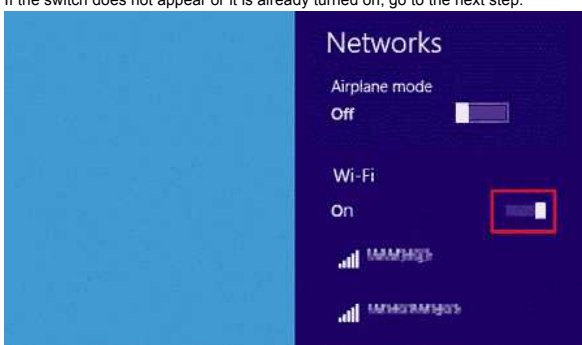 If the switch does not appear or it is already turned on, go to the next step.
Networks
Airplane mode
Off
Wi-Fi
On